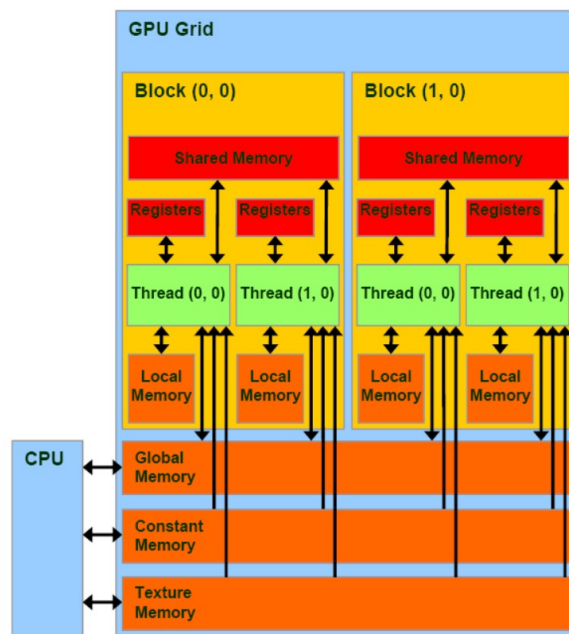 GPU Grid
Block (0, 0)
Block (1, 0)
Shared Memory
Shared Memory
Registers
Registers
Registers
Registers
Thread (0, 0)
Thread (1, 0)
Thread (0, 0)
Thread (1, 0)
Local
Memory
Local
Memory
Local
Memory
Local
Memory
CPU
Global
Memory
Constant
Memory
Texture
Memory